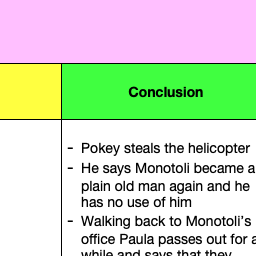 Conclusion
- Pokey steals the helicopter
- He says Monotoli became a
plain old man again and he
has no use of him
- Walking back to Monotoli's
office Paula passes out for a
while and says that they